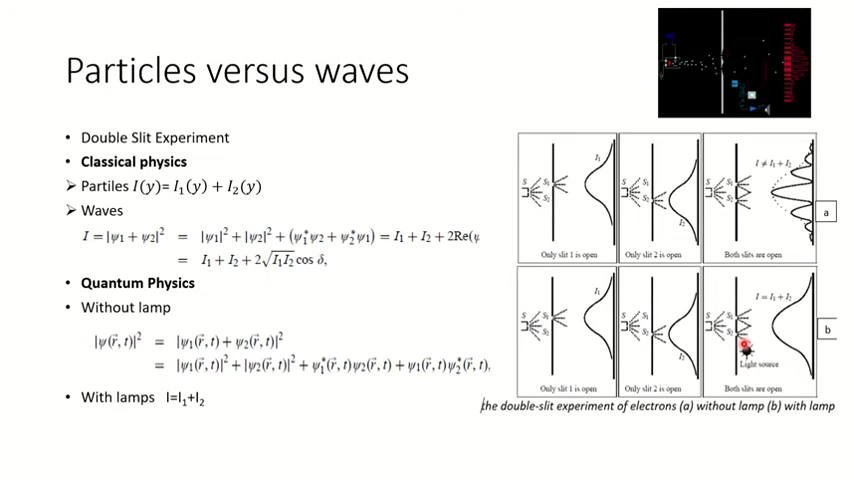 Particles versus waves
• Double Slit Experiment
• Classical physics
➢ Partiles I(y)= I₁(y) + I₂(y)
➢ Waves
I = |ψ₁ + ψ₂|² = |ψ₁|² + |ψ₂|² + (ψ₁*ψ₂ + ψ₂*ψ₁) = I₁ + I₂ + 2Re(ψ
= I₁ + I₂ + 2√I₁I₂ cos δ,
• Quantum Physics
• Without lamp
|ψ(r⃗, t)|² = |ψ₁(r⃗, t) + ψ₂(r⃗, t)|²
= |ψ₁(r⃗, t)|² + |ψ₂(r⃗, t)|² + ψ₁*(r⃗, t)ψ₂(r⃗, t) + ψ₁(r⃗, t)ψ₂*(r⃗, t),
• With lamps I=I₁+I₂
S S₁ S₂ I₁
S S₁ S₂ I₂
S S₁ S₂ I ≠ I₁ + I₂
Only slit 1 is open
Only slit 2 is open
Both slits are open
a
S S₁ S₂ I₁
S S₁ S₂ I₂
S S₁ S₂ I = I₁ + I₂
Light source
Only slit 1 is open
Only slit 2 is open
Both slits are open
b
the double-slit experiment of electrons (a) without lamp (b) with lamp